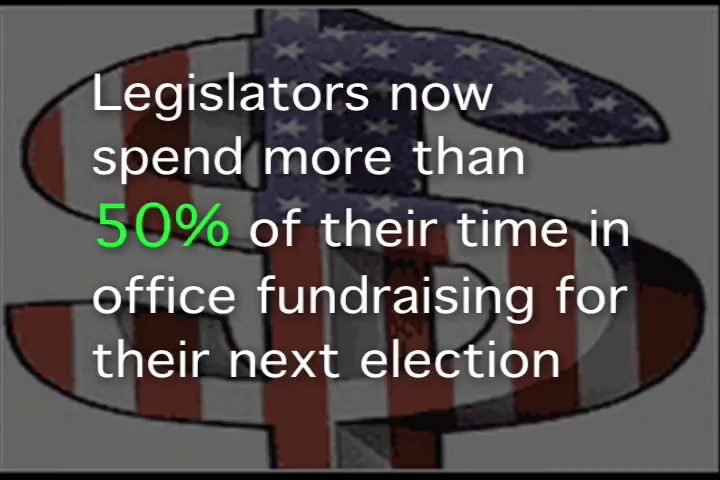 Legislators now
spend more than
50% of their time in
office fundraising for
their next election